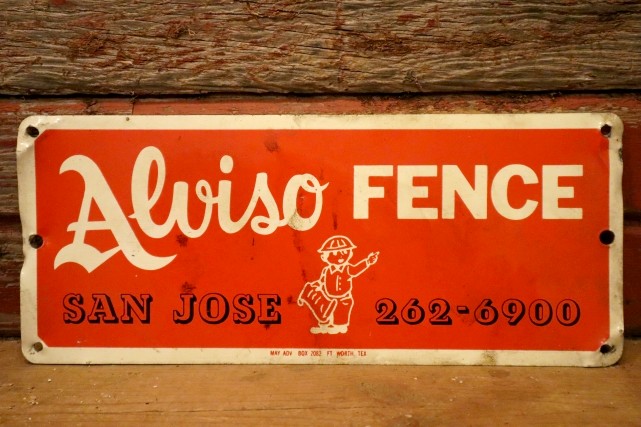 Alviso FENCE
SAN JOSE 262-6900
MAY ADV. BOX 2082 FT. WORTH, TEX